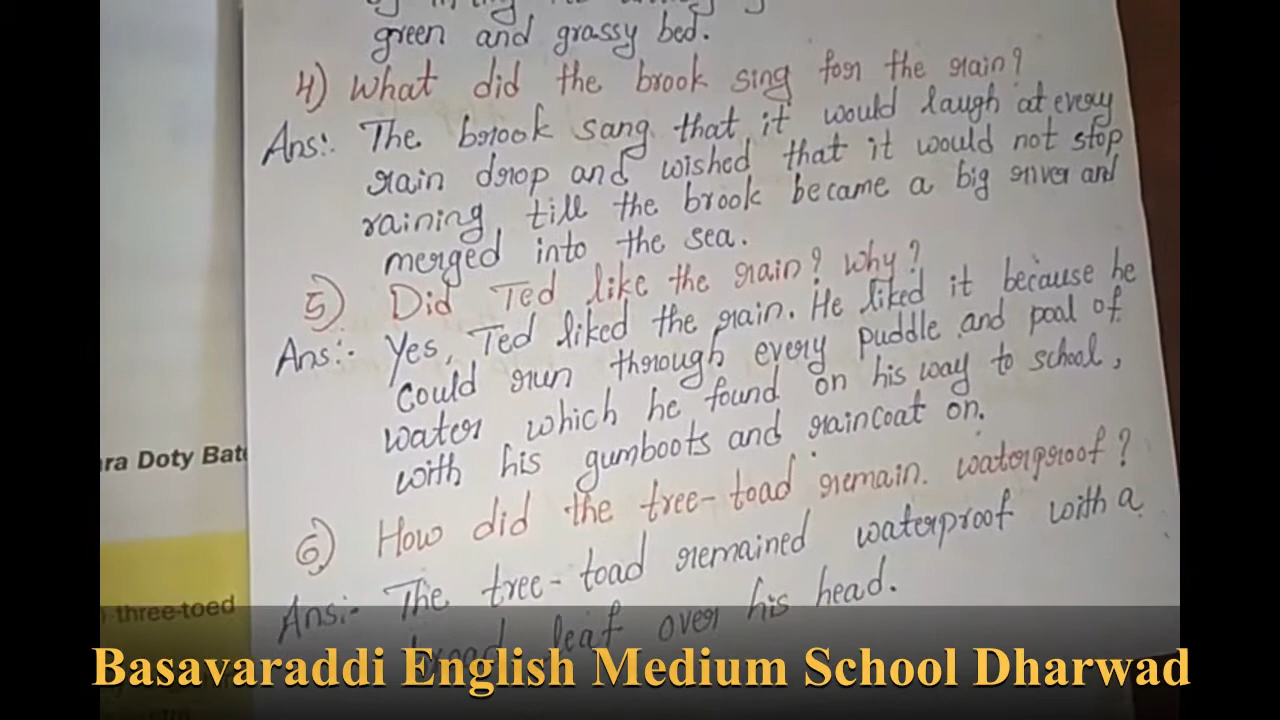 green and grassy bed.
4) What did the brook sing for the rain?
Ans:. The brook sang that it would laugh at every
rain drop and wished that it would not stop
raining till the brook became a big river and
merged into the sea.
5) Did Ted like the rain? Why?
Ans:- Yes, Ted liked the rain. He liked it because he
could run through every puddle and pool of
water which he found on his way to school,
with his gumboots and raincoat on.
6) How did the tree-toad remain. waterproof?
Ans:- The tree-toad remained waterproof with a
broad leaf over his head.
ra Doty Bate
three-toed
Basavaraddi English Medium School Dharwad